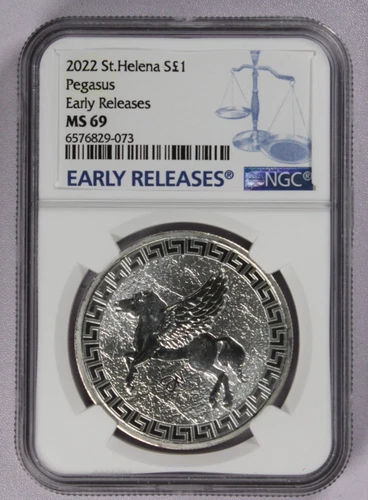 2022 St.Helena S£1
Pegasus
Early Releases
MS 69
6576829-073
EARLY RELEASES®
NGC®